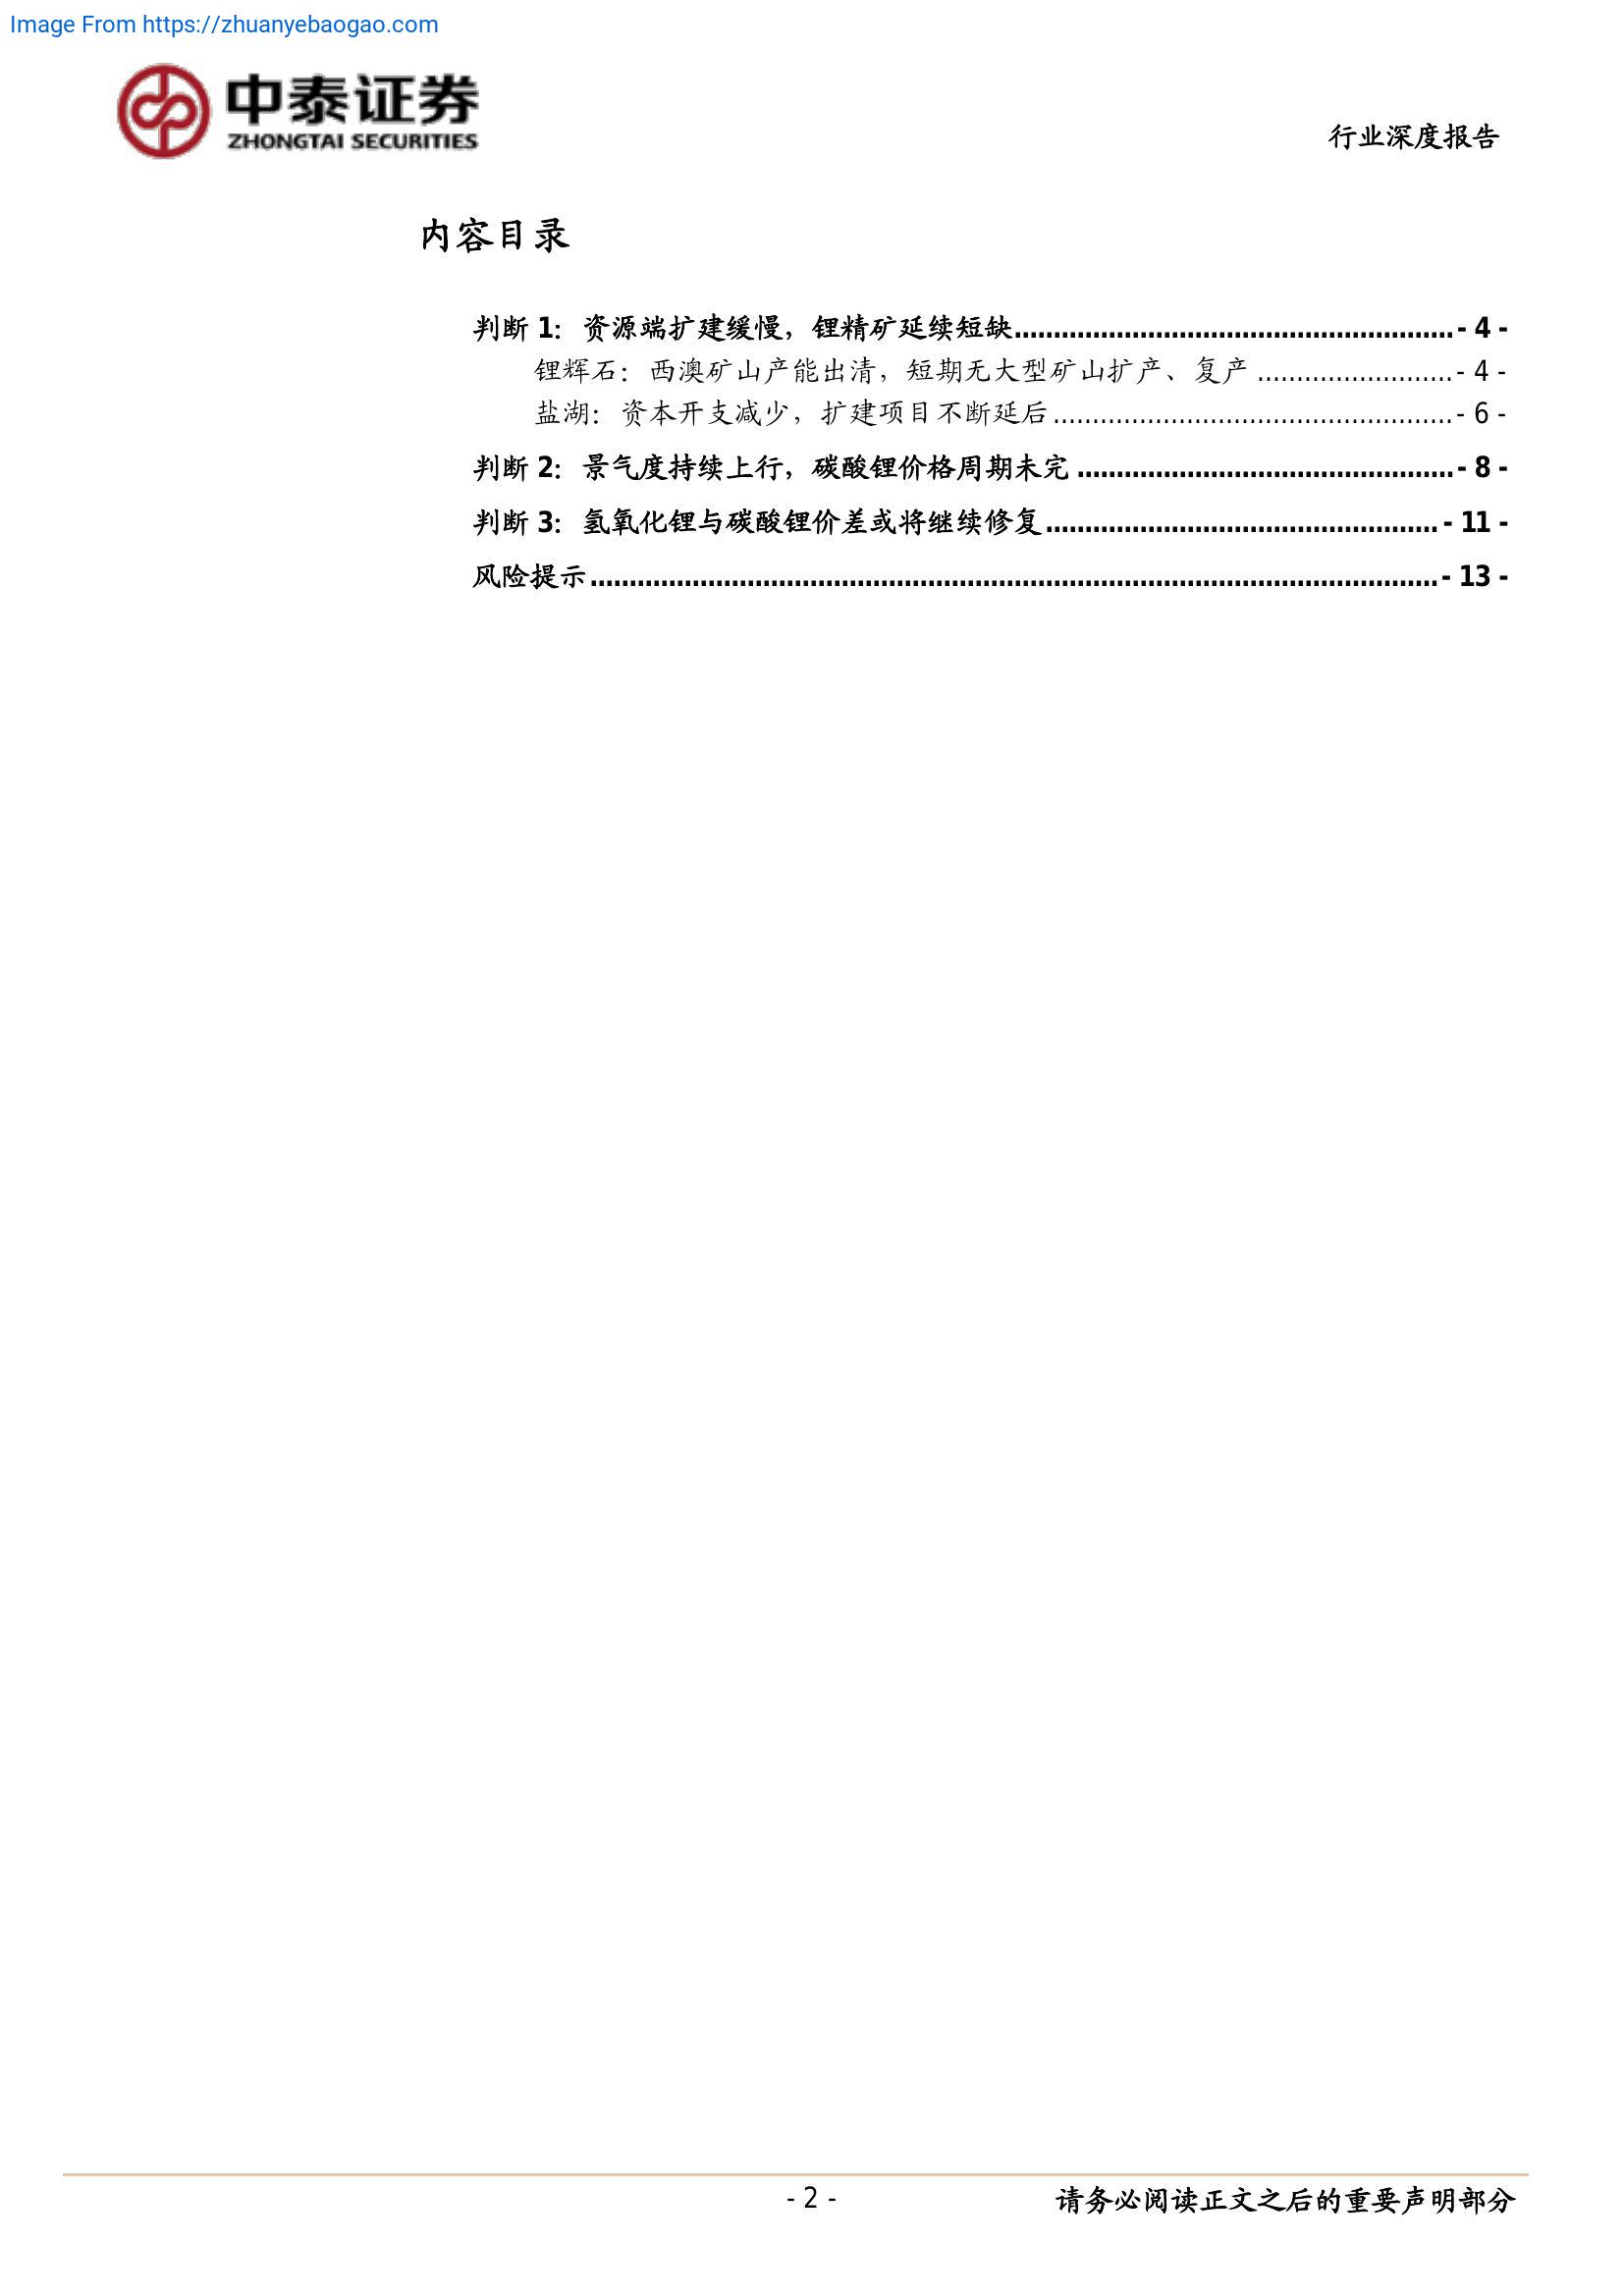 Image From https://zhuanyebaogao.com
中泰证券
ZHONGTAI SECURITIES
行业深度报告
内容目录
判断 1：资源端扩建缓慢，锂精矿延续短缺........................................................- 4 -
锂辉石：西澳矿山产能出清，短期无大型矿山扩产、复产.........................- 4 -
盐湖：资本开支减少，扩建项目不断延后...................................................- 6 -
判断 2：景气度持续上行，碳酸锂价格周期未完................................................- 8 -
判断 3：氢氧化锂与碳酸锂价差或将继续修复..................................................- 11 -
风险提示............................................................................................................- 13 -
- 2 -
请务必阅读正文之后的重要声明部分